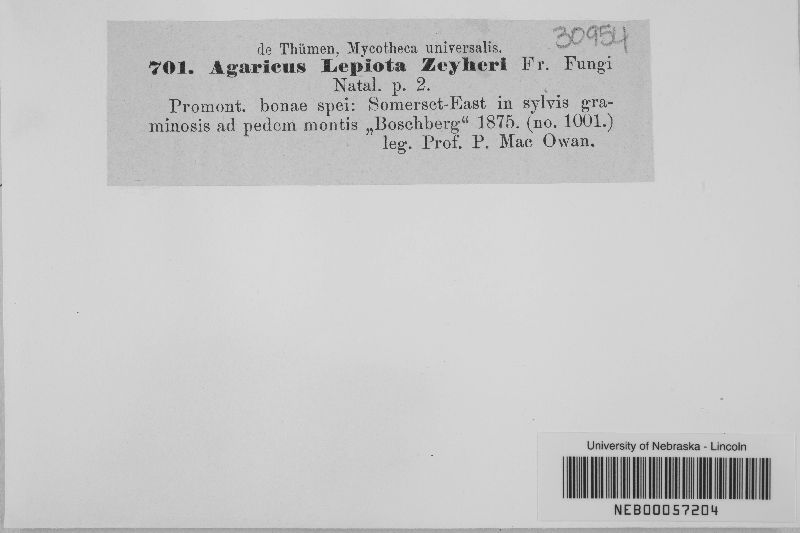 30954
de Thümen, Mycotheca universalis.
701. Agaricus Lepiota Zeyheri Fr. Fungi
Natal. p. 2.
Promont. bonae spei: Somerset-East in sylvis gra-
minosis ad pedem montis „Boschberg“ 1875. (no. 1001.)
leg. Prof. P. Mac Owan.
University of Nebraska - Lincoln
NEB00057204